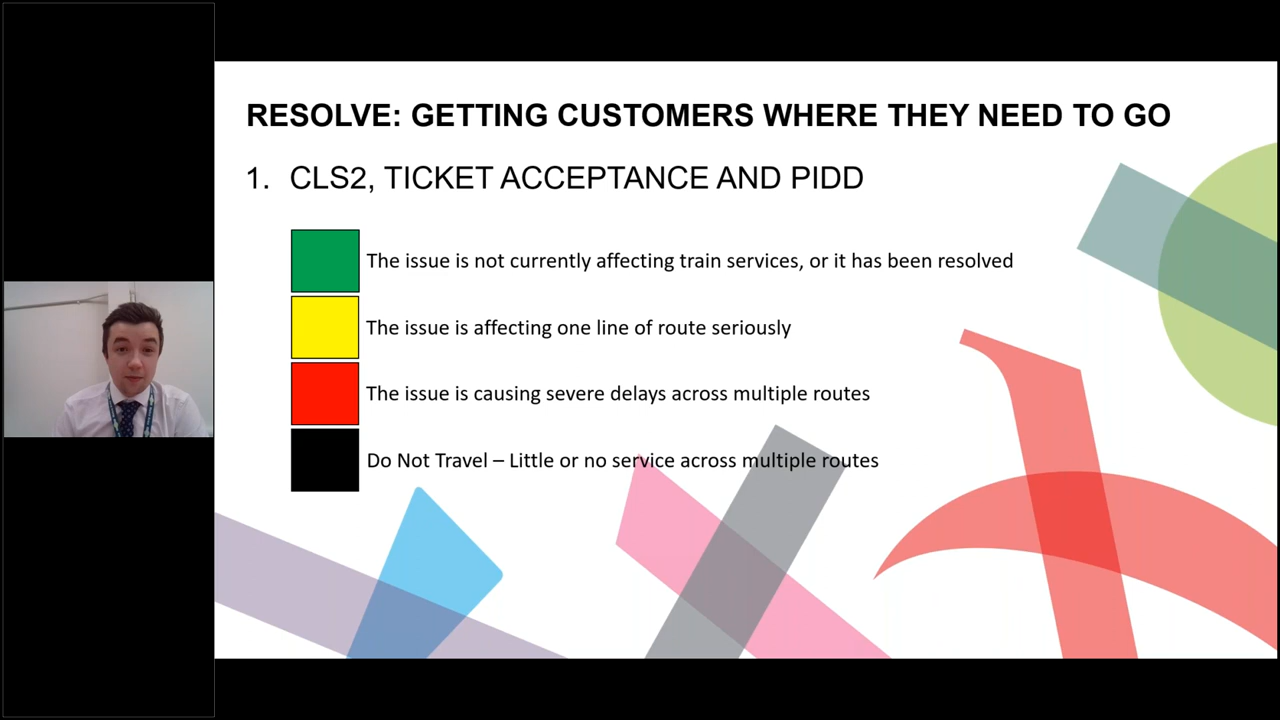 RESOLVE: GETTING CUSTOMERS WHERE THEY NEED TO GO
1. CLS2, TICKET ACCEPTANCE AND PIDD
The issue is not currently affecting train services, or it has been resolved
The issue is affecting one line of route seriously
The issue is causing severe delays across multiple routes
Do Not Travel – Little or no service across multiple routes